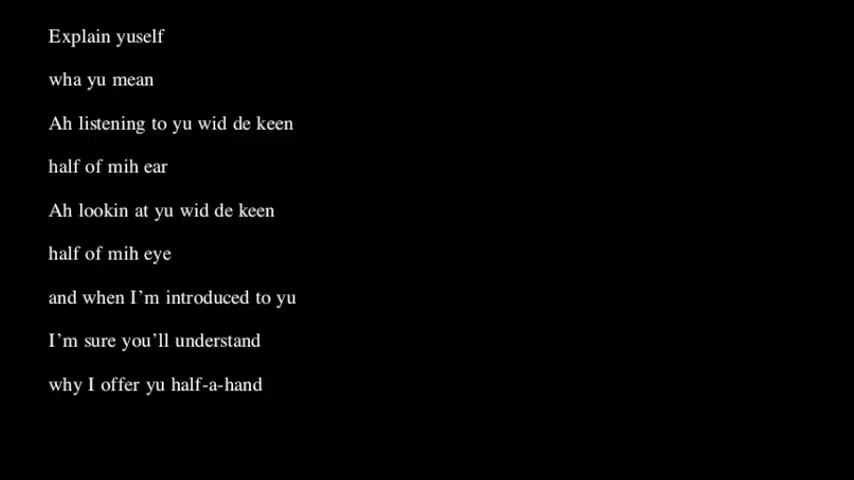 Explain yuself
wha yu mean
Ah listening to yu wid de keen
half of mih ear
Ah lookin at yu wid de keen
half of mih eye
and when I’m introduced to yu
I’m sure you’ll understand
why I offer yu half-a-hand